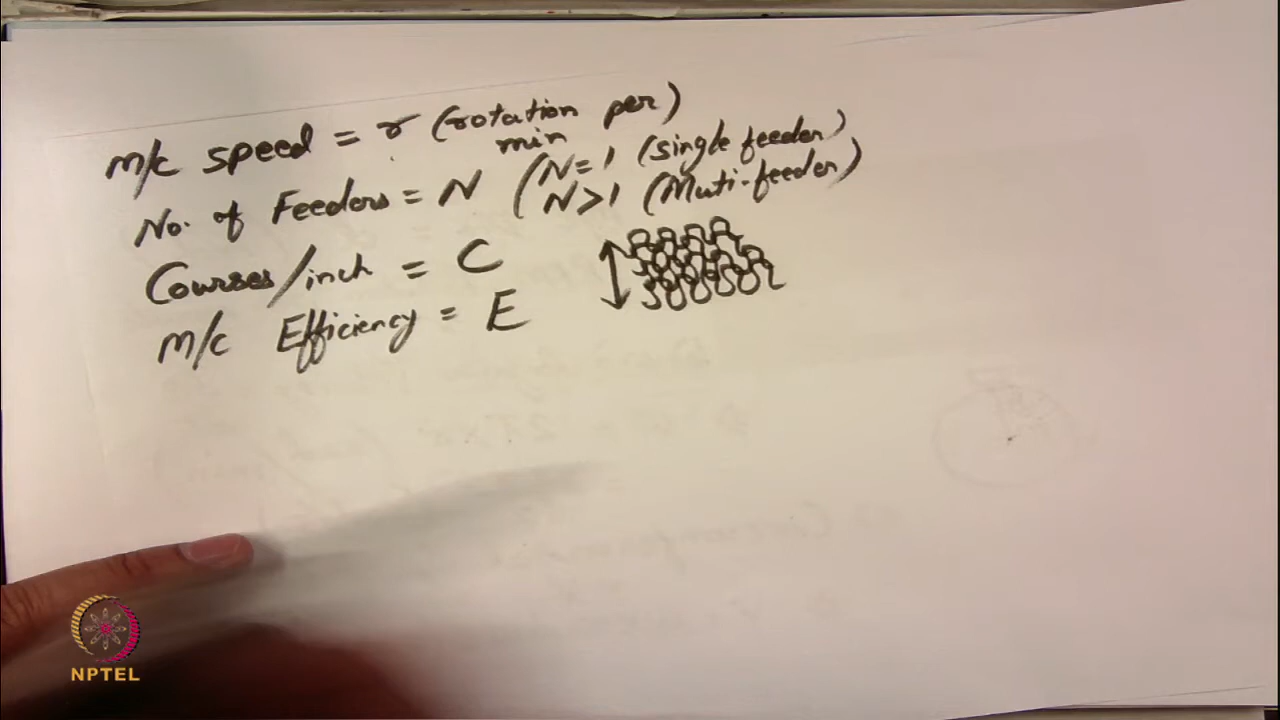 m/c speed = r (rotation per min)
No. of Feeders = N (N=1 (single feeder)
N>1 (Muti-feeder)
Courses/inch = C
m/c Efficiency = E
NPTEL